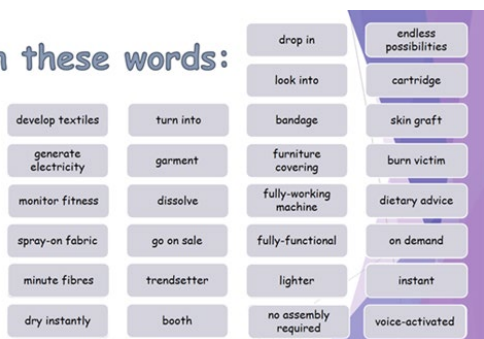 these words:
develop textiles
generate
electricity
monitor fitness
spray-on fabric
minute fibres
dry instantly
turn into
garment
dissolve
go on sale
trendsetter
booth
drop in
look into
bandage
furniture
covering
fully-working
machine
fully-functional
lighter
no assembly
required
endless
possibilities
cartridge
skin graft
burn victim
dietary advice
on demand
instant
voice-activated